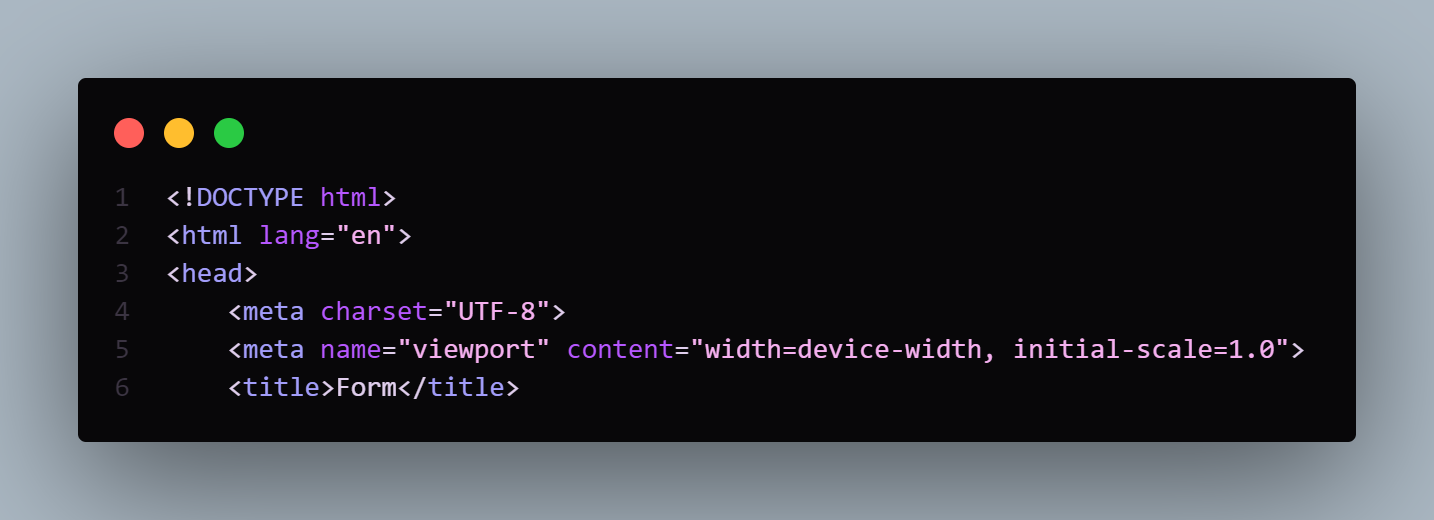 1 <!DOCTYPE html>
2 <html lang="en">
3 <head>
4     <meta charset="UTF-8">
5     <meta name="viewport" content="width=device-width, initial-scale=1.0">
6     <title>Form</title>